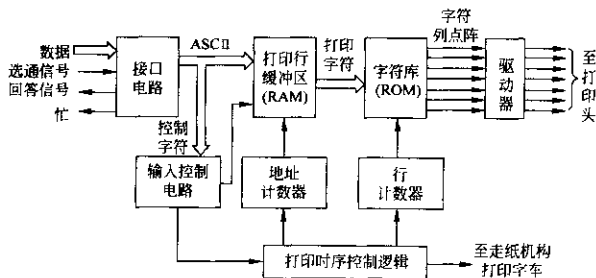 数据
选通信号
回答信号
忙
接口
电路
ASCⅡ
控制
字符
打印行
缓冲区
(RAM)
打印
字符
字符库
(ROM)
字符
列点阵
驱
动
器
至
打
印
头
输入控制
电路
地址
计数器
行
计数器
打印时序控制逻辑
至走纸机构
打印字车